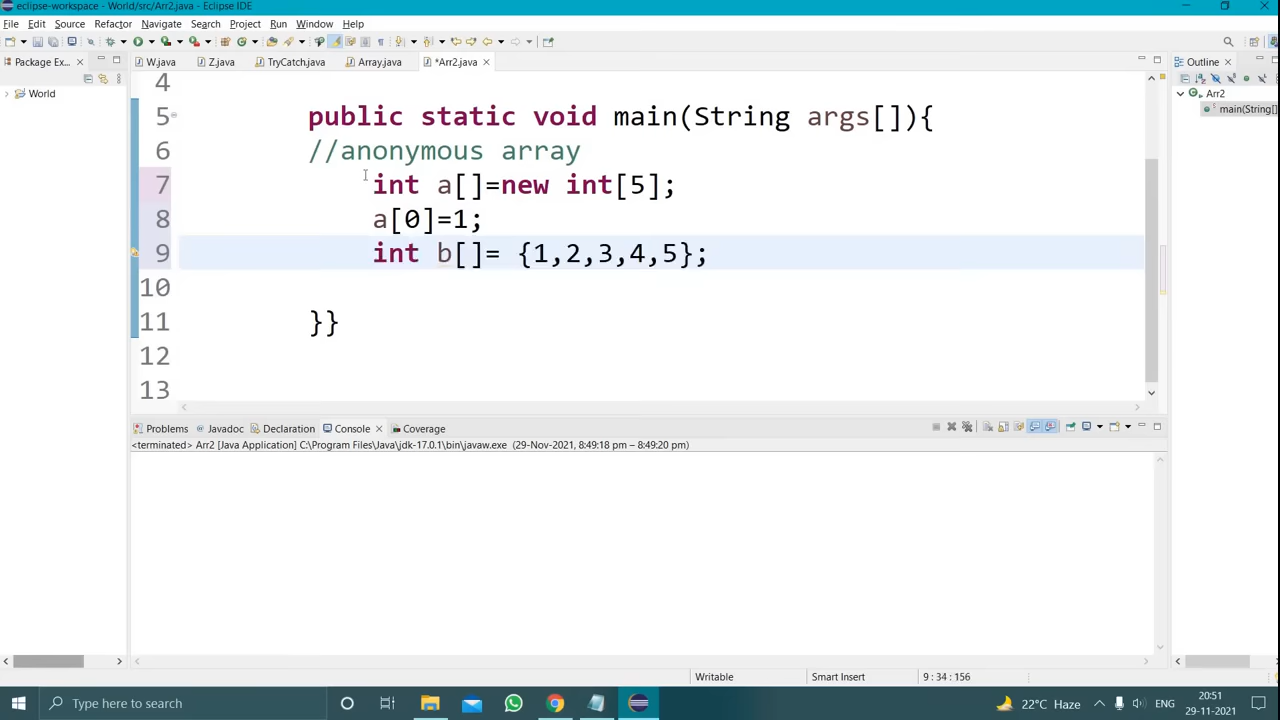 eclipse-workspace - World/src/Arr2.java - Eclipse IDE
File Edit Source Refactor Navigate Search Project Run Window Help
Package Ex... W.java Z.java TryCatch.java Array.java *Arr2.java Outline
World
Arr2
main(String[]
4
5 public static void main(String args[]){
6 //anonymous array
7 int a[]=new int[5];
8 a[0]=1;
9 int b[]= {1,2,3,4,5};
10
11 }}
12
13
Problems Javadoc Declaration Console Coverage
<terminated> Arr2 [Java Application] C:\Program Files\Java\jdk-17.0.1\bin\javaw.exe (29-Nov-2021, 8:49:18 pm – 8:49:20 pm)
Writable Smart Insert 9 : 34 : 156
Type here to search 22°C Haze ENG 20:51
29-11-2021